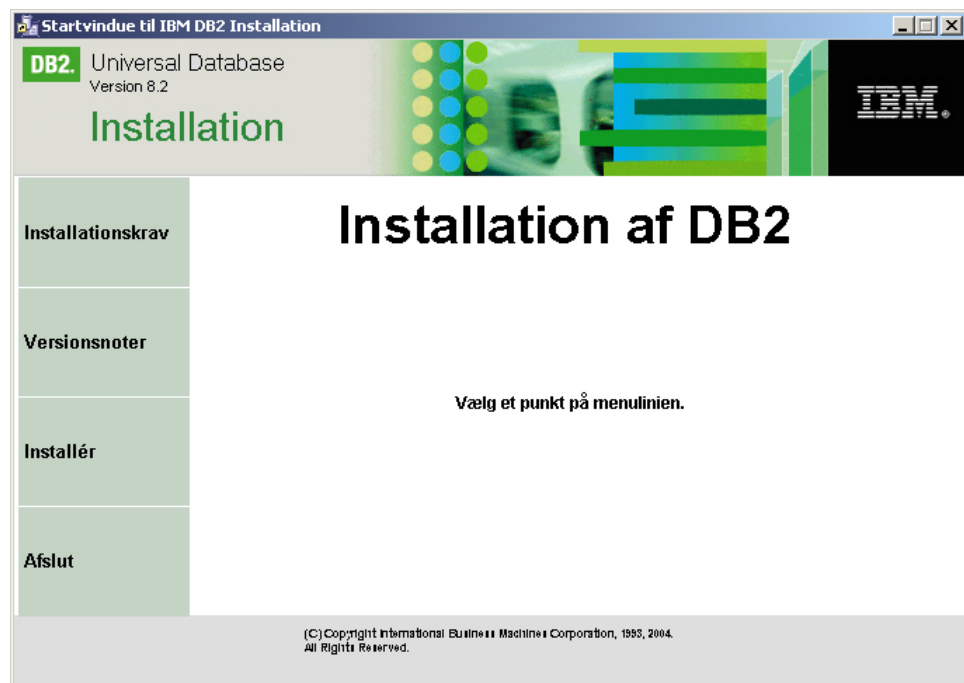 Startvindue til IBM DB2 Installation
DB2. Universal Database
Version 8.2
Installation
IBM®
Installationskrav
Installation af DB2
Versionsnoter
Vælg et punkt på menulinien.
Installér
Afslut
(C) Copyright International Business Machines Corporation, 1993, 2004.
All Rights Reserved.